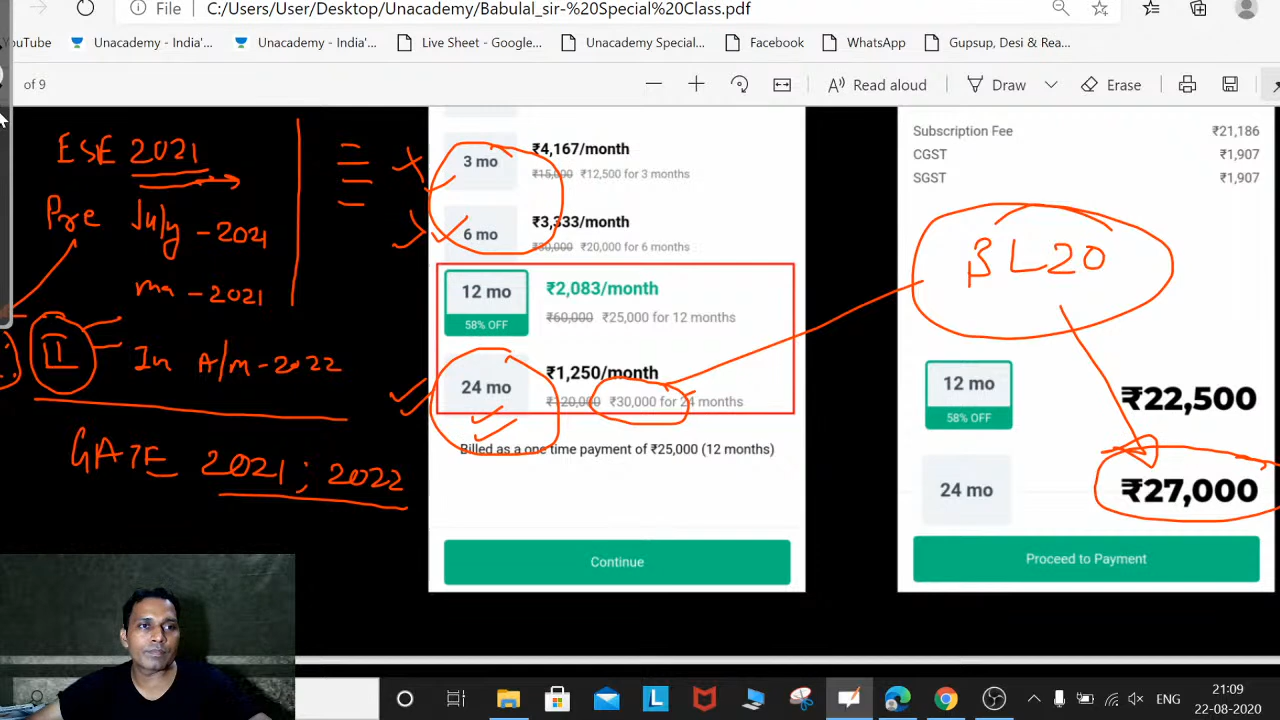 File C:/Users/User/Desktop/Unacademy/Babulal_sir-%20Special%20Class.pdf
YouTube Unacademy - India'... Unacademy - India'... Live Sheet - Google... Unacademy Special... Facebook WhatsApp Gupsup, Desi & Rea...
of 9 Read aloud Draw Erase
ESE 2021
Pre July - 2021
ma - 2021
II In A/m - 2022
GATE 2021 ; 2022
3 mo ₹4,167/month
₹15,000 ₹12,500 for 3 months
6 mo ₹3,333/month
₹30,000 ₹20,000 for 6 months
12 mo ₹2,083/month
58% OFF ₹60,000 ₹25,000 for 12 months
24 mo ₹1,250/month
₹120,000 ₹30,000 for 24 months
Billed as a one time payment of ₹25,000 (12 months)
Continue
Subscription Fee ₹21,186
CGST ₹1,907
SGST ₹1,907
BL20
12 mo ₹22,500
58% OFF
24 mo ₹27,000
Proceed to Payment
ENG 21:09
22-08-2020